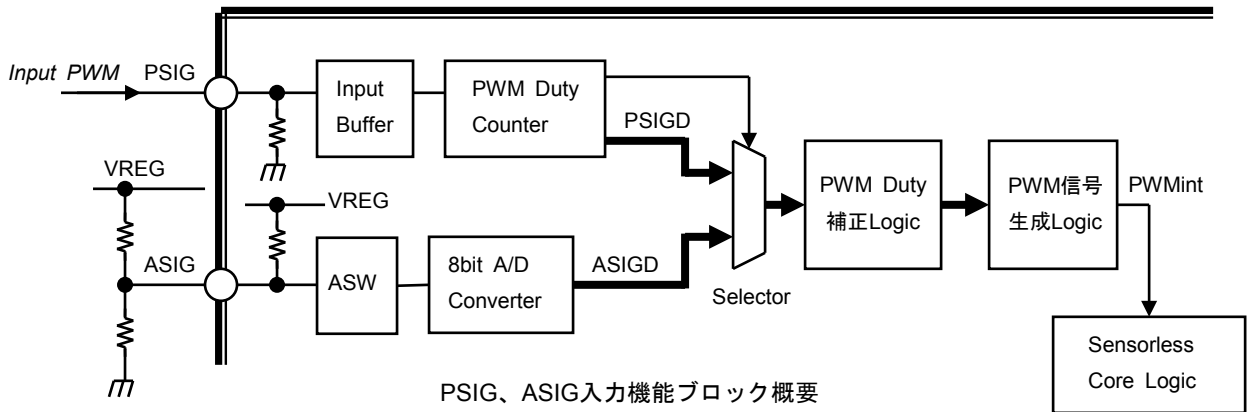 Input PWM
PSIG
Input
Buffer
PWM Duty
Counter
PSIGD
VREG
VREG
PWM Duty
補正Logic
PWM信号
生成Logic
PWMint
ASIG
ASW
8bit A/D
Converter
ASIGD
Selector
Sensorless
Core Logic
PSIG、ASIG入力機能ブロック概要